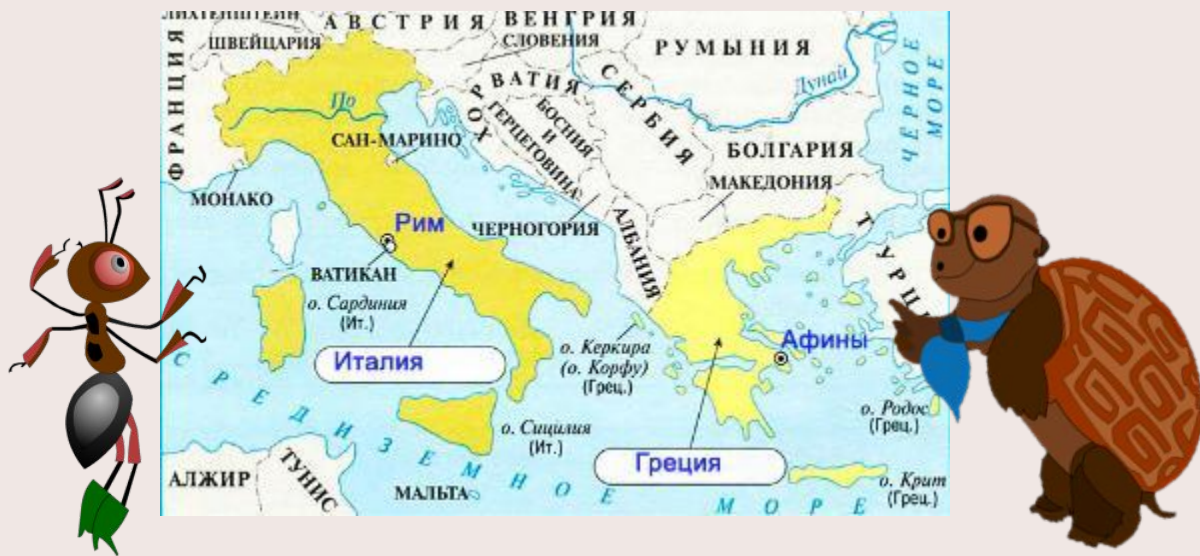 ЛИХТЕНШТЕЙН
АВСТРИЯ
ВЕНГРИЯ
ШВЕЙЦАРИЯ
СЛОВЕНИЯ
РУМЫНИЯ
ФРАНЦИЯ
ХОРВАТИЯ
СЕРБИЯ
Дунай
ЧЁРНОЕ
МОРЕ
По
БОСНИЯ
И
ГЕРЦЕГОВИНА
САН-МАРИНО
БОЛГАРИЯ
МАКЕДОНИЯ
МОНАКО
Рим
ЧЕРНОГОРИЯ
АЛБАНИЯ
ТУРЦ
ВАТИКАН
о. Сардиния
(Ит.)
Италия
о. Керкира
(о. Корфу)
(Грец.)
Афины
о. Родос
(Грец.)
СРЕДИЗЕМНОЕ МОРЕ
о. Сицилия
(Ит.)
Греция
АЛЖИР
ТУНИС
МАЛЬТА
о. Крит
(Грец.)